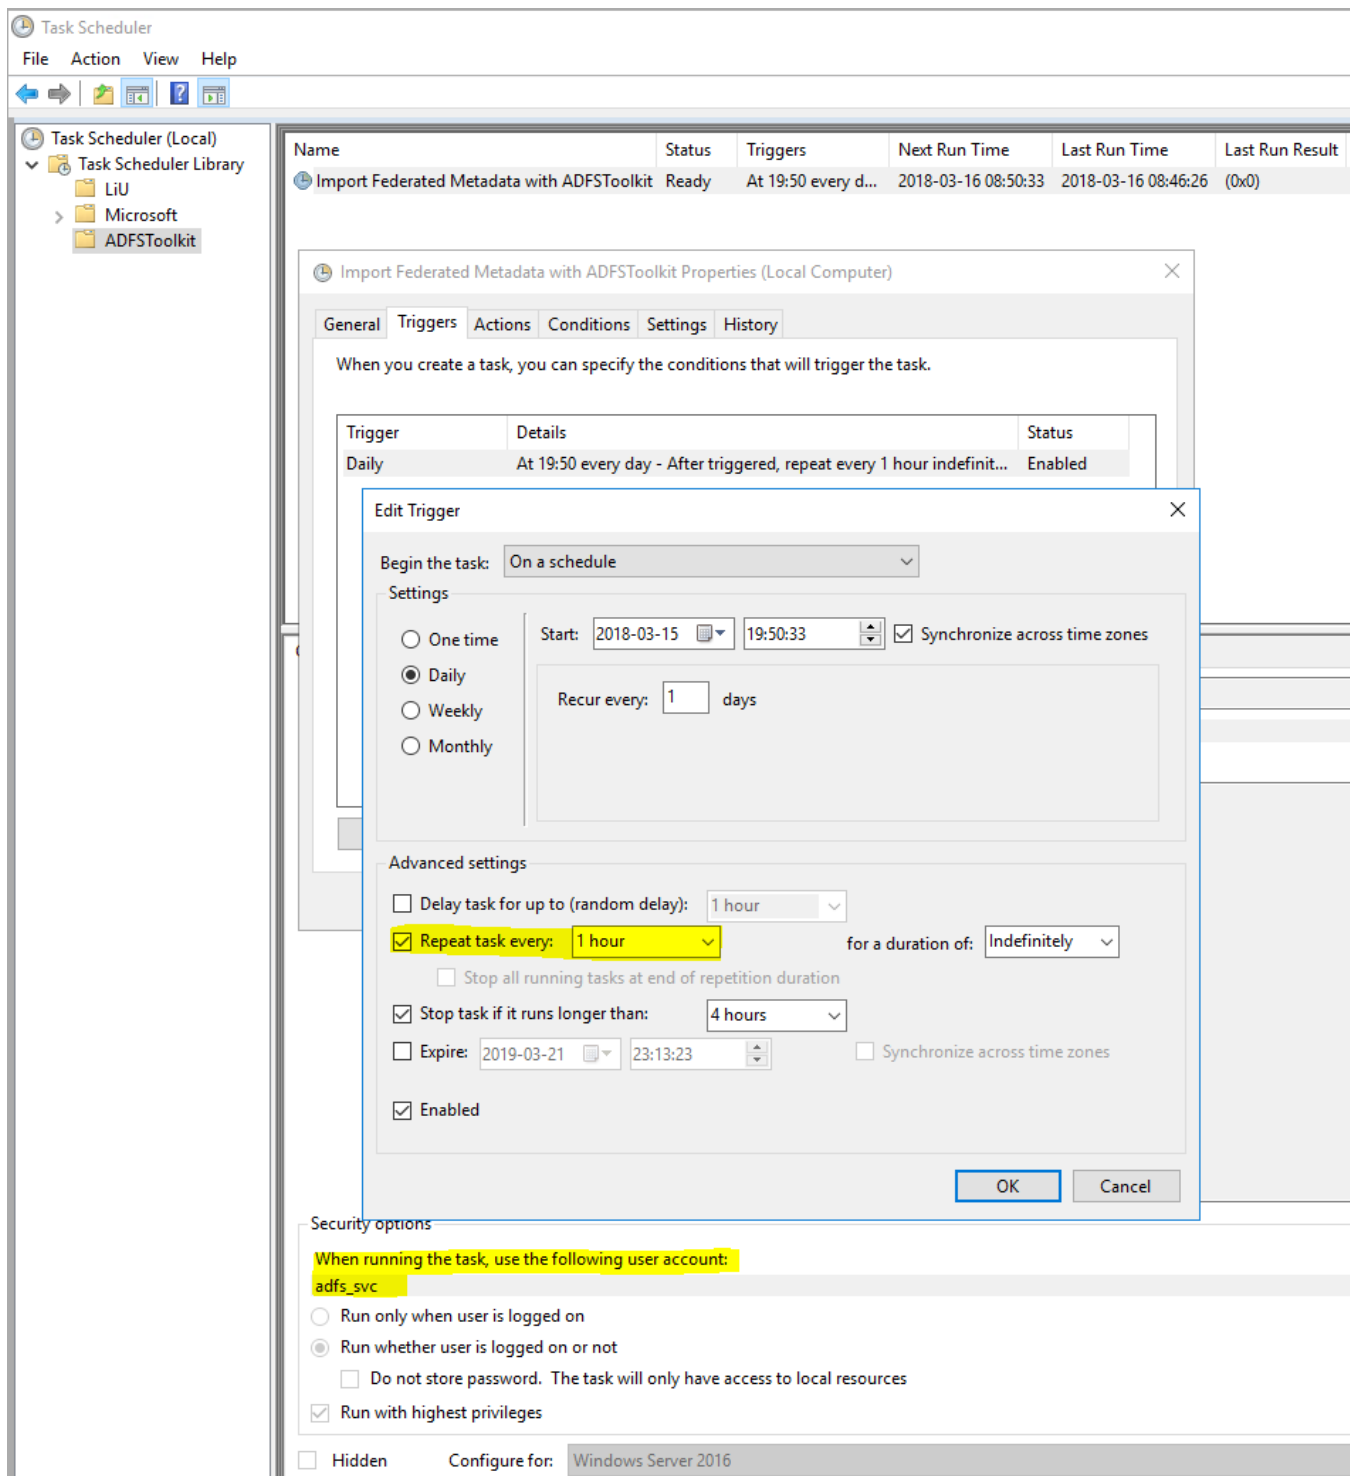 Task Scheduler
File Action View Help
Task Scheduler (Local)
Task Scheduler Library
LiU
Microsoft
ADFSToolkit
Name Status Triggers Next Run Time Last Run Time Last Run Result
Import Federated Metadata with ADFSToolkit Ready At 19:50 every d... 2018-03-16 08:50:33 2018-03-16 08:46:26 (0x0)
Import Federated Metadata with ADFSToolkit Properties (Local Computer)
General Triggers Actions Conditions Settings History
When you create a task, you can specify the conditions that will trigger the task.
Trigger Details Status
Daily At 19:50 every day - After triggered, repeat every 1 hour indefinit... Enabled
Edit Trigger
Begin the task: On a schedule
Settings
One time
Daily
Weekly
Monthly
Start: 2018-03-15 19:50:33 Synchronize across time zones
Recur every: 1 days
Advanced settings
Delay task for up to (random delay): 1 hour
Repeat task every: 1 hour for a duration of: Indefinitely
Stop all running tasks at end of repetition duration
Stop task if it runs longer than: 4 hours
Expire: 2019-03-21 23:13:23 Synchronize across time zones
Enabled
OK Cancel
Security options
When running the task, use the following user account:
adfs_svc
Run only when user is logged on
Run whether user is logged on or not
Do not store password. The task will only have access to local resources
Run with highest privileges
Hidden Configure for: Windows Server 2016